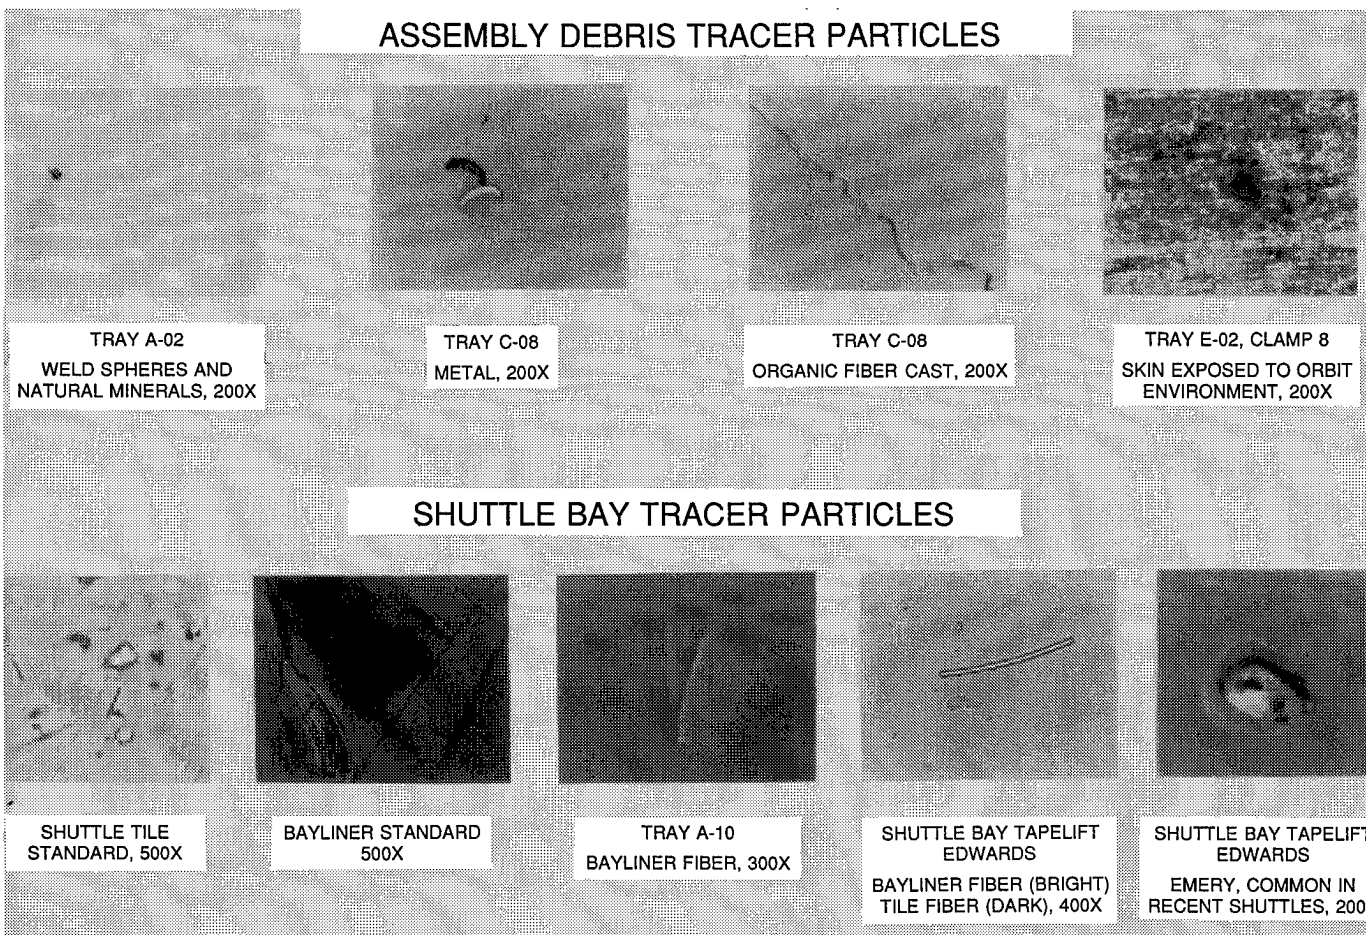 ASSEMBLY DEBRIS TRACER PARTICLES
TRAY A-02
WELD SPHERES AND
NATURAL MINERALS, 200X
TRAY C-08
METAL, 200X
TRAY C-08
ORGANIC FIBER CAST, 200X
TRAY E-02, CLAMP 8
SKIN EXPOSED TO ORBIT
ENVIRONMENT, 200X
SHUTTLE BAY TRACER PARTICLES
SHUTTLE TILE
STANDARD, 500X
BAYLINER STANDARD
500X
TRAY A-10
BAYLINER FIBER, 300X
SHUTTLE BAY TAPELIFT
EDWARDS
BAYLINER FIBER (BRIGHT)
TILE FIBER (DARK), 400X
SHUTTLE BAY TAPELIFT
EDWARDS
EMERY, COMMON IN
RECENT SHUTTLES, 200